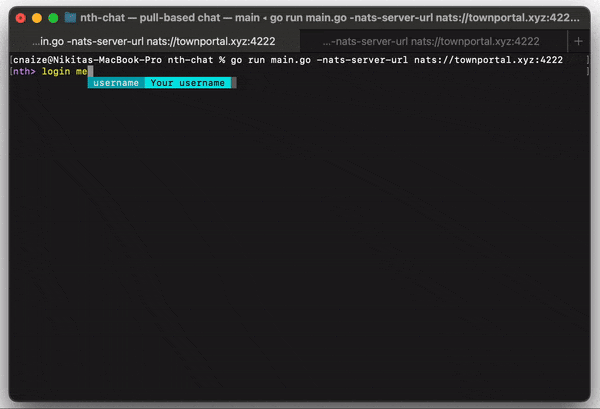 nth-chat — pull-based chat — main ◂ go run main.go -nats-server-url nats://townportal.xyz:422...
...in.go -nats-server-url nats://townportal.xyz:4222
...-nats-server-url nats://townportal.xyz:4222 +
[cnaize@Nikitas-MacBook-Pro nth-chat % go run main.go -nats-server-url nats://townportal.xyz:4222 ]
[nth> login me ]
username Your username